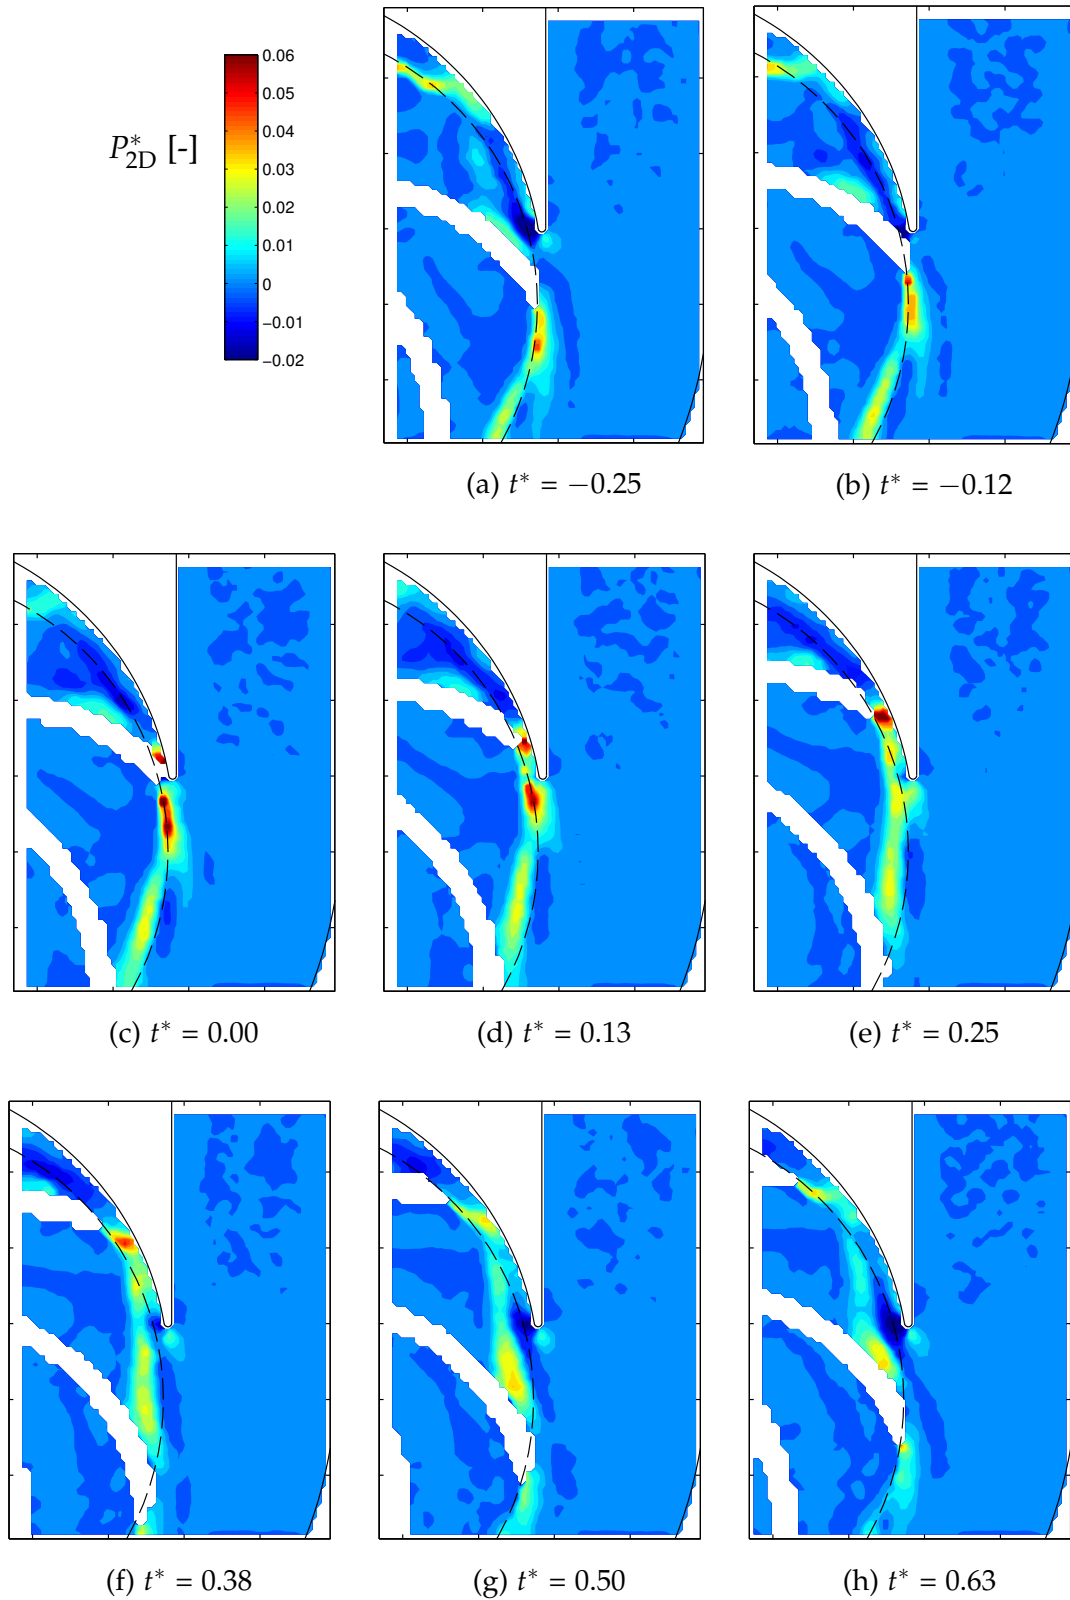 P*2D [-]
0.06
0.05
0.04
0.03
0.02
0.01
0
−0.01
−0.02
(a) t* = −0.25
(b) t* = −0.12
(c) t* = 0.00
(d) t* = 0.13
(e) t* = 0.25
(f) t* = 0.38
(g) t* = 0.50
(h) t* = 0.63